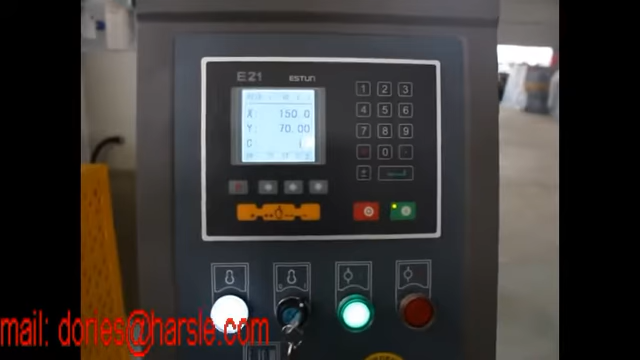 E21 ESTUN
X: 150.0
Y: 70.00
C: 1
1 2 3
4 5 6
7 8 9
0
mail: dories@harsle.com